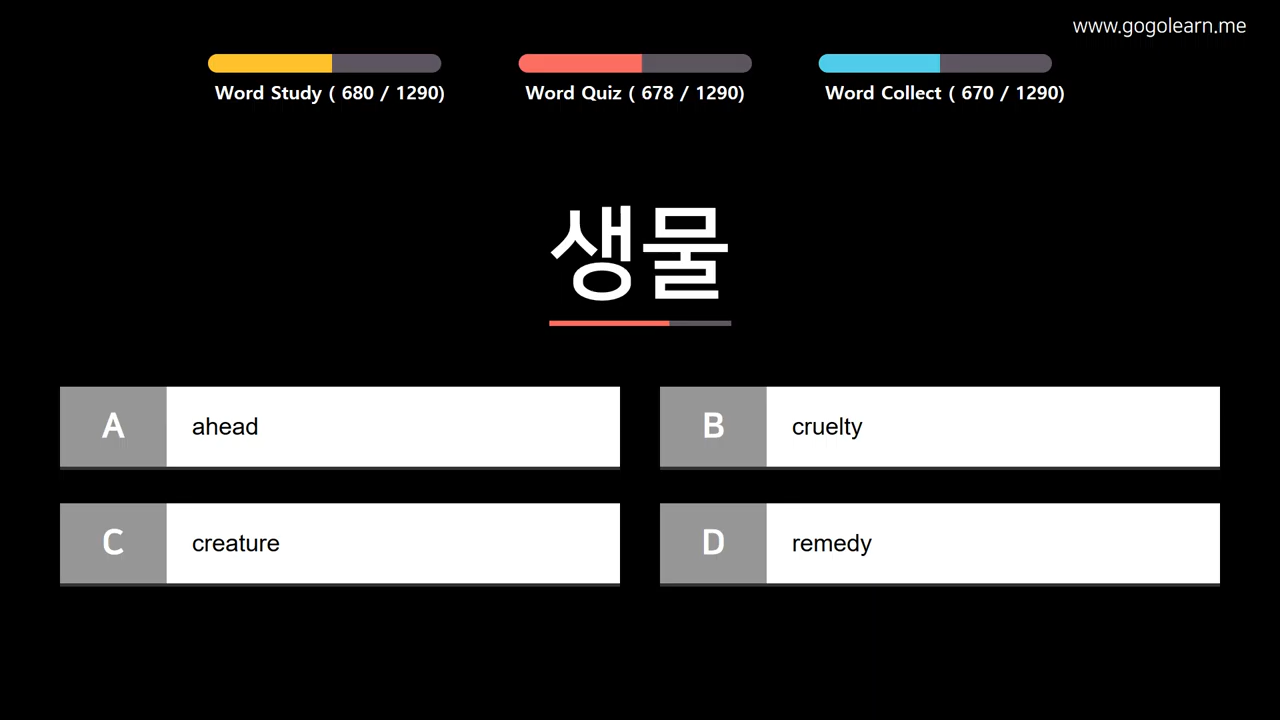 www.gogolearn.me
Word Study ( 680 / 1290)
Word Quiz ( 678 / 1290)
Word Collect ( 670 / 1290)
생물
A ahead
B cruelty
C creature
D remedy